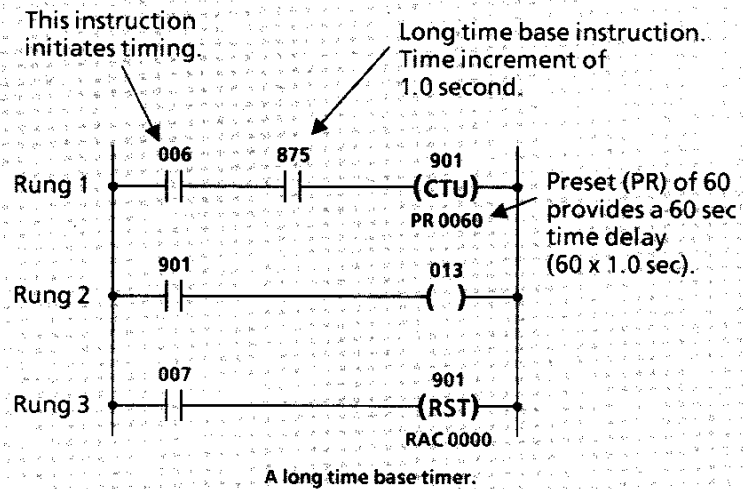 This instruction
initiates timing.
Long time base instruction.
Time increment of
1.0 second.
006
875
901
Rung 1
(CTU)
PR 0060
Preset (PR) of 60
provides a 60 sec
time delay
(60 x 1.0 sec).
901
013
Rung 2
( )
007
901
Rung 3
(RST)
RAC 0000
A long time base timer.